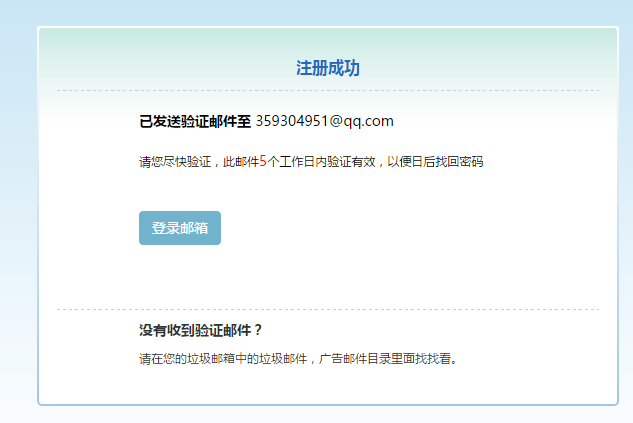 注册成功
已发送验证邮件至 359304951@qq.com
请您尽快验证，此邮件5个工作日内验证有效，以便日后找回密码
登录邮箱
没有收到验证邮件？
请在您的垃圾邮箱中的垃圾邮件，广告邮件目录里面找找看。